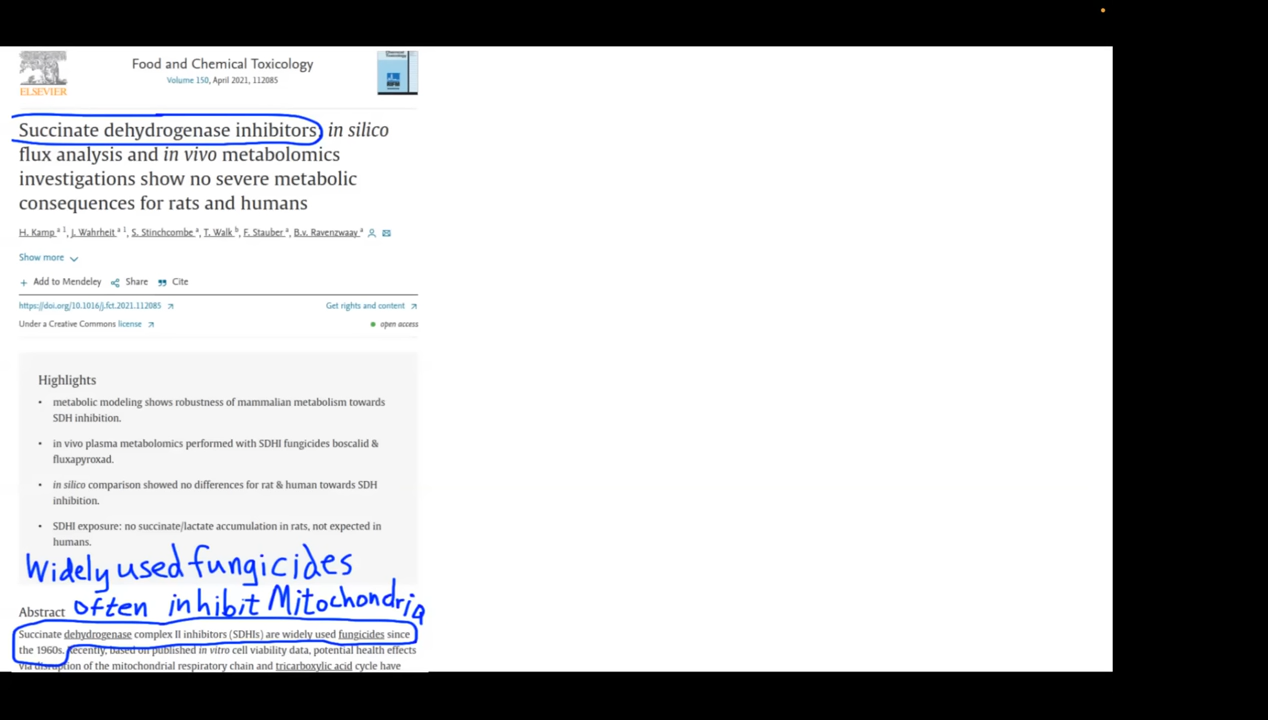 ELSEVIER
Food and Chemical Toxicology
Volume 150, April 2021, 112085
Succinate dehydrogenase inhibitors: in silico
flux analysis and in vivo metabolomics
investigations show no severe metabolic
consequences for rats and humans
H. Kamp a 1, J. Wahrheit a 1, S. Stinchcombe a, T. Walk b, F. Stauber a, B.v. Ravenzwaay a
Show more
+ Add to Mendeley Share Cite
https://doi.org/10.1016/j.fct.2021.112085 Get rights and content
Under a Creative Commons license open access
Highlights
• metabolic modeling shows robustness of mammalian metabolism towards
SDH inhibition.
• in vivo plasma metabolomics performed with SDHI fungicides boscalid &
fluxapyroxad.
• in silico comparison showed no differences for rat & human towards SDH
inhibition.
• SDHI exposure: no succinate/lactate accumulation in rats, not expected in
humans.
Widely used fungicides
often inhibit Mitochondria
Abstract
Succinate dehydrogenase complex II inhibitors (SDHIs) are widely used fungicides since
the 1960s. Recently, based on published in vitro cell viability data, potential health effects
via disruption of the mitochondrial respiratory chain and tricarboxylic acid cycle have